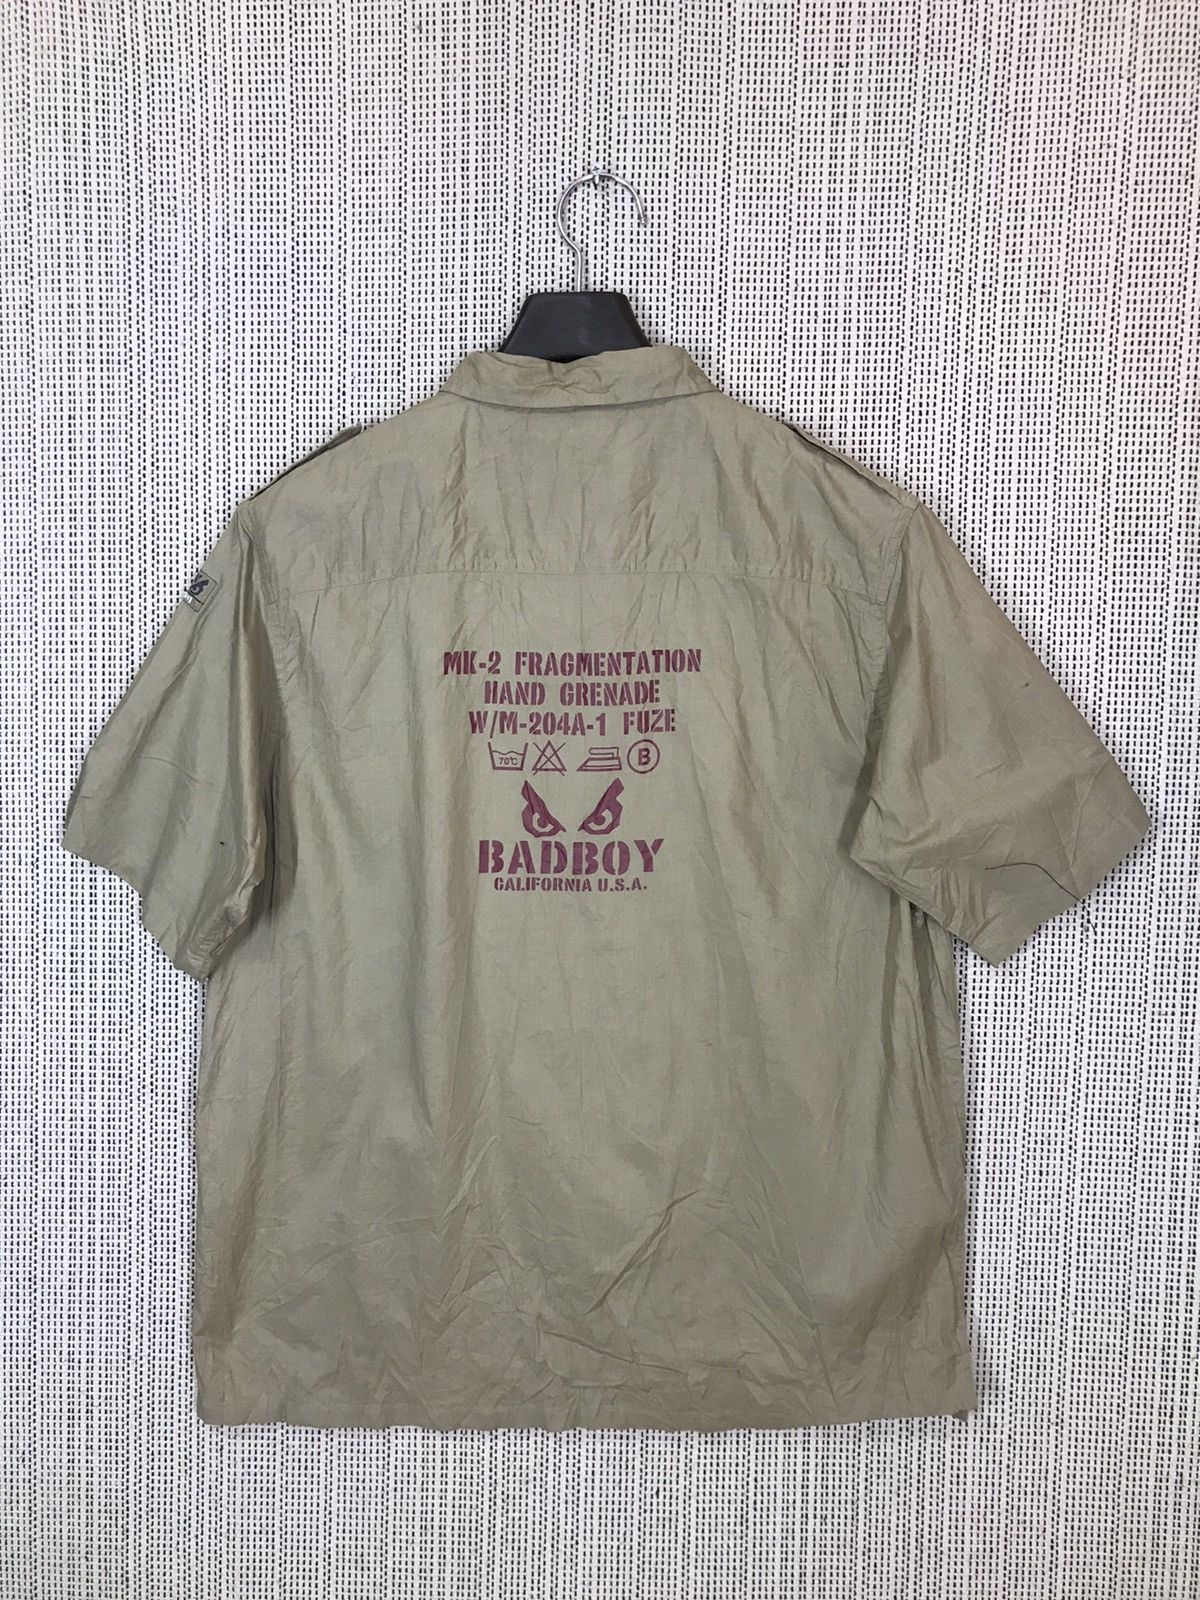 MK-2 FRAGMENTATION
HAND GRENADE
W/M-204A-1 FUZE
70°C B
BADBOY
CALIFORNIA U.S.A.